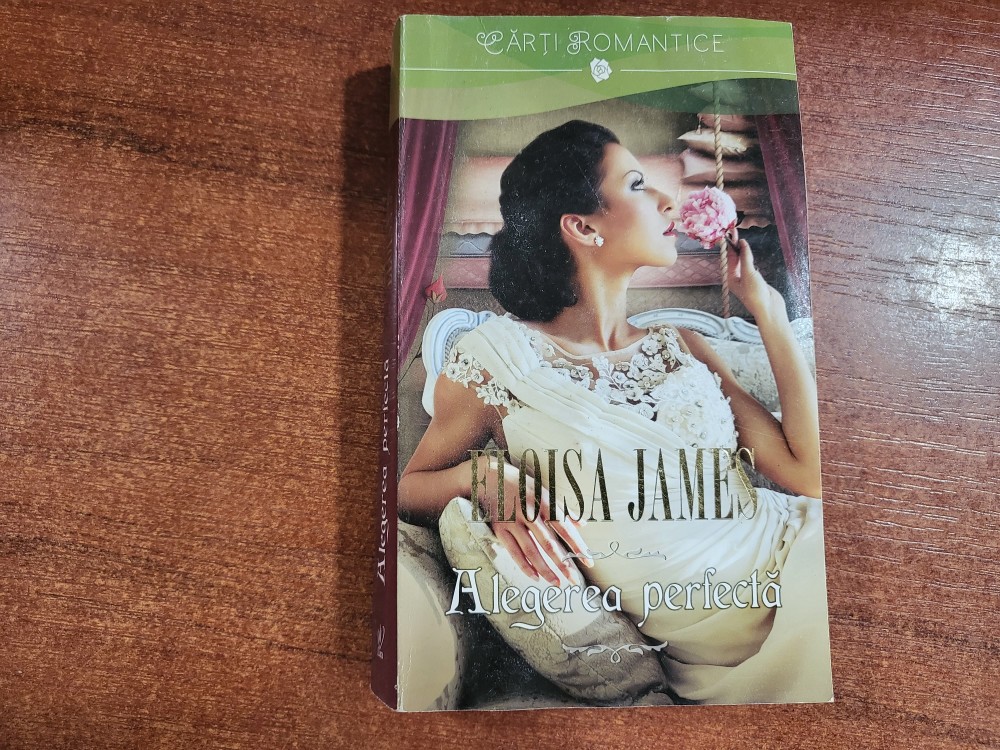 CĂRȚI ROMANTICE
ELOISA JAMES
Alegerea perfectă
Alegerea perfectă